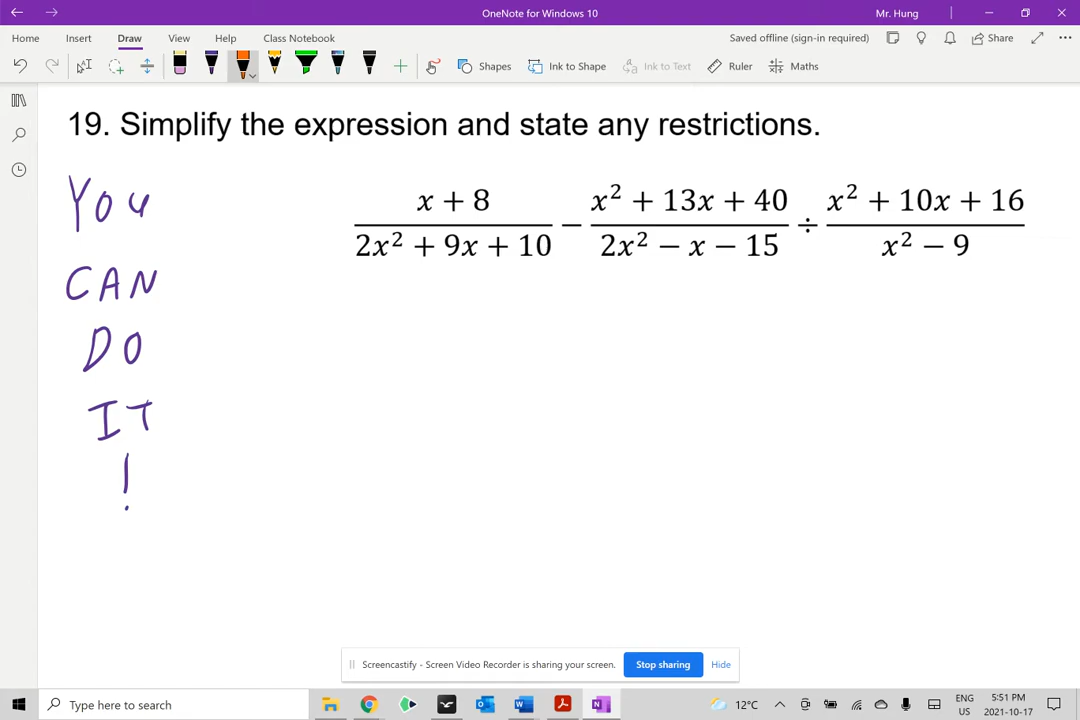 OneNote for Windows 10
Mr. Hung
Home Insert Draw View Help Class Notebook
Saved offline (sign-in required) Share
Shapes Ink to Shape Ink to Text Ruler Maths
19. Simplify the expression and state any restrictions.
x + 8 / 2x² + 9x + 10 − x² + 13x + 40 / 2x² − x − 15 ÷ x² + 10x + 16 / x² − 9
YOU
CAN
DO
IT
!
Screencastify - Screen Video Recorder is sharing your screen. Stop sharing Hide
Type here to search
12°C
ENG
US
5:51 PM
2021-10-17